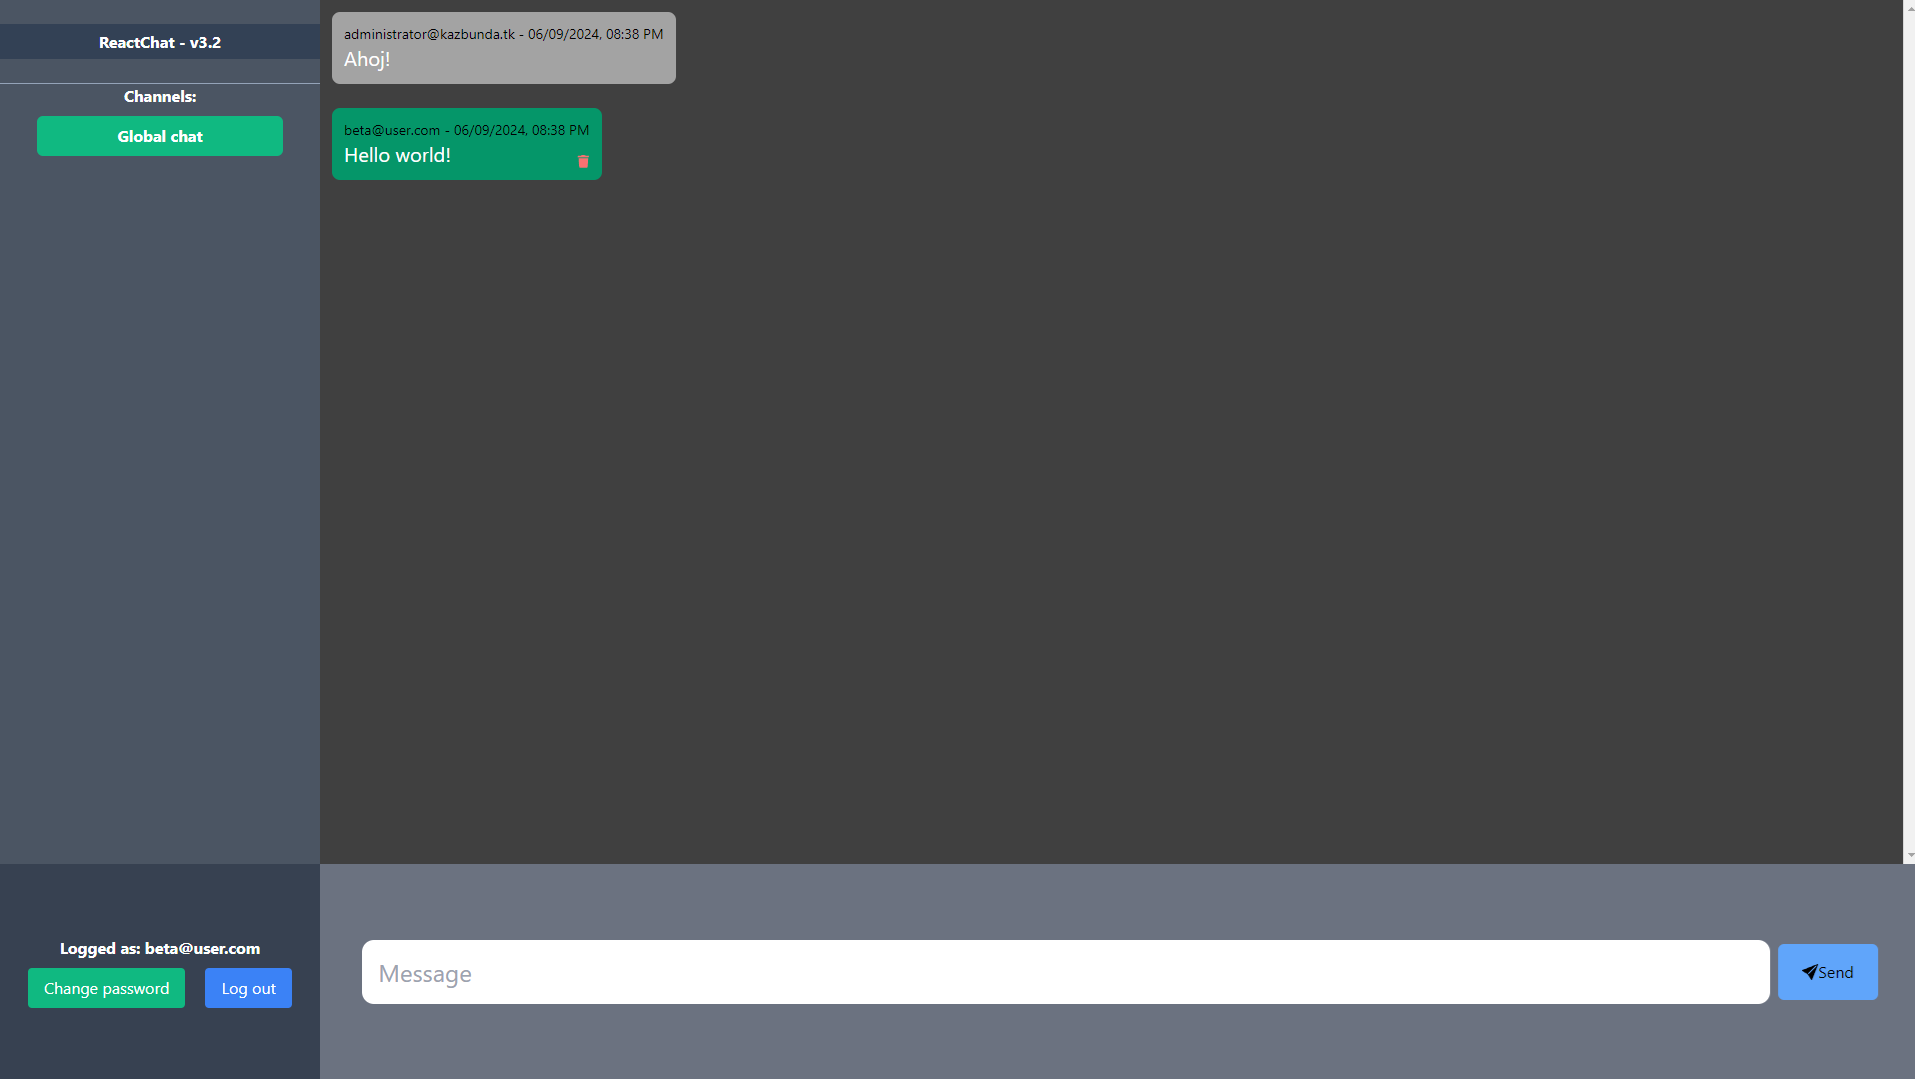 ReactChat - v3.2
Channels:
Global chat
administrator@kazbunda.tk - 06/09/2024, 08:38 PM
Ahoj!
beta@user.com - 06/09/2024, 08:38 PM
Hello world!
Logged as: beta@user.com
Change password
Log out
Message
Send